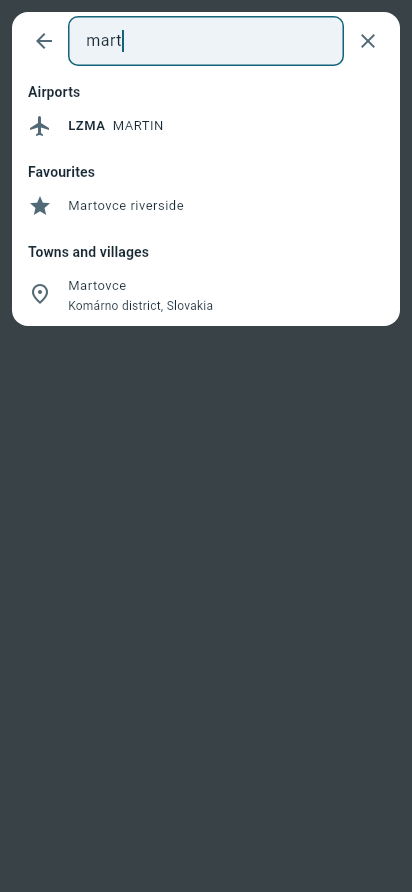 mart
Airports
LZMA MARTIN
Favourites
Martovce riverside
Towns and villages
Martovce
Komárno district, Slovakia